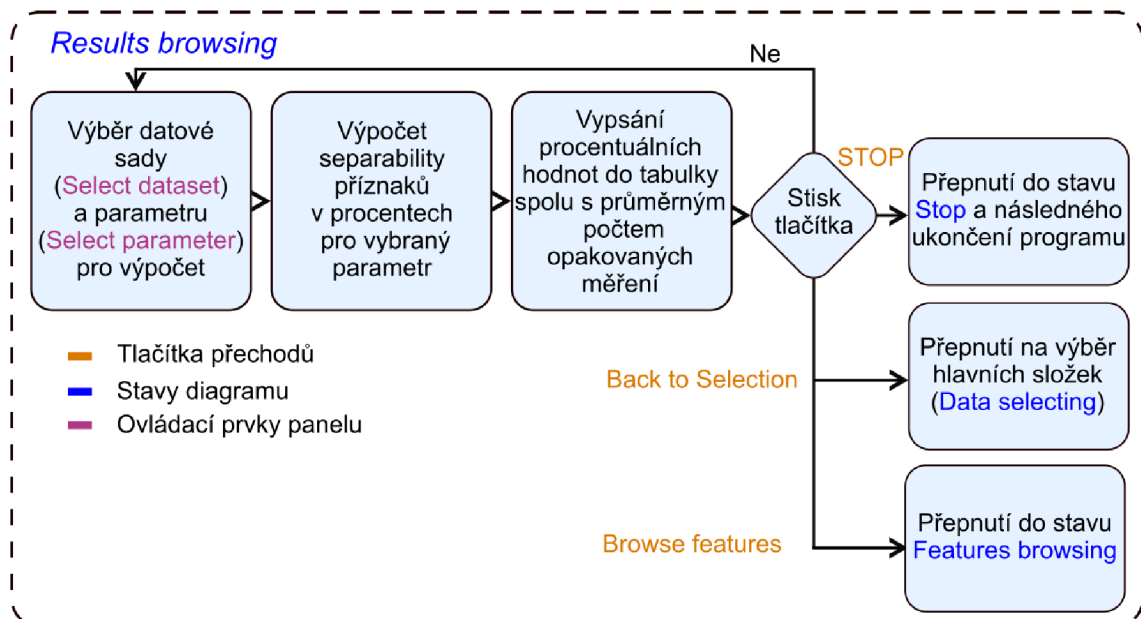 Results browsing
Ne
Výběr datové
sady
(Select dataset)
a parametru
(Select parameter)
pro výpočet
Výpočet
separability
příznaků
v procentech
pro vybraný
parametr
Vypsání
procentuálních
hodnot do tabulky
spolu s průměrným
počtem
opakovaných
měření
Stisk
tlačítka
STOP
Přepnutí do stavu
Stop a následného
ukončení programu
Back to Selection
Přepnutí na výběr
hlavních složek
(Data selecting)
Browse features
Přepnutí do stavu
Features browsing
Tlačítka přechodů
Stavy diagramu
Ovládací prvky panelu